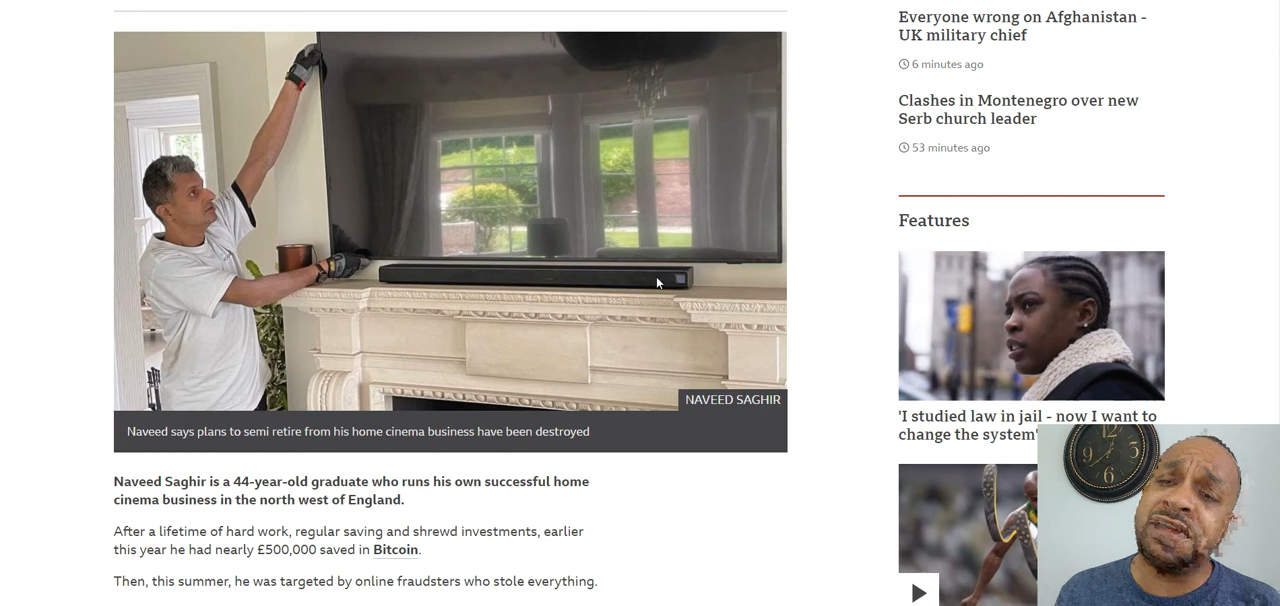 Everyone wrong on Afghanistan -
UK military chief
6 minutes ago
Clashes in Montenegro over new
Serb church leader
53 minutes ago
Features
NAVEED SAGHIR
Naveed says plans to semi retire from his home cinema business have been destroyed
'I studied law in jail - now I want to
change the system'
Naveed Saghir is a 44-year-old graduate who runs his own successful home
cinema business in the north west of England.
After a lifetime of hard work, regular saving and shrewd investments, earlier
this year he had nearly £500,000 saved in Bitcoin.
Then, this summer, he was targeted by online fraudsters who stole everything.
12
9
3
6